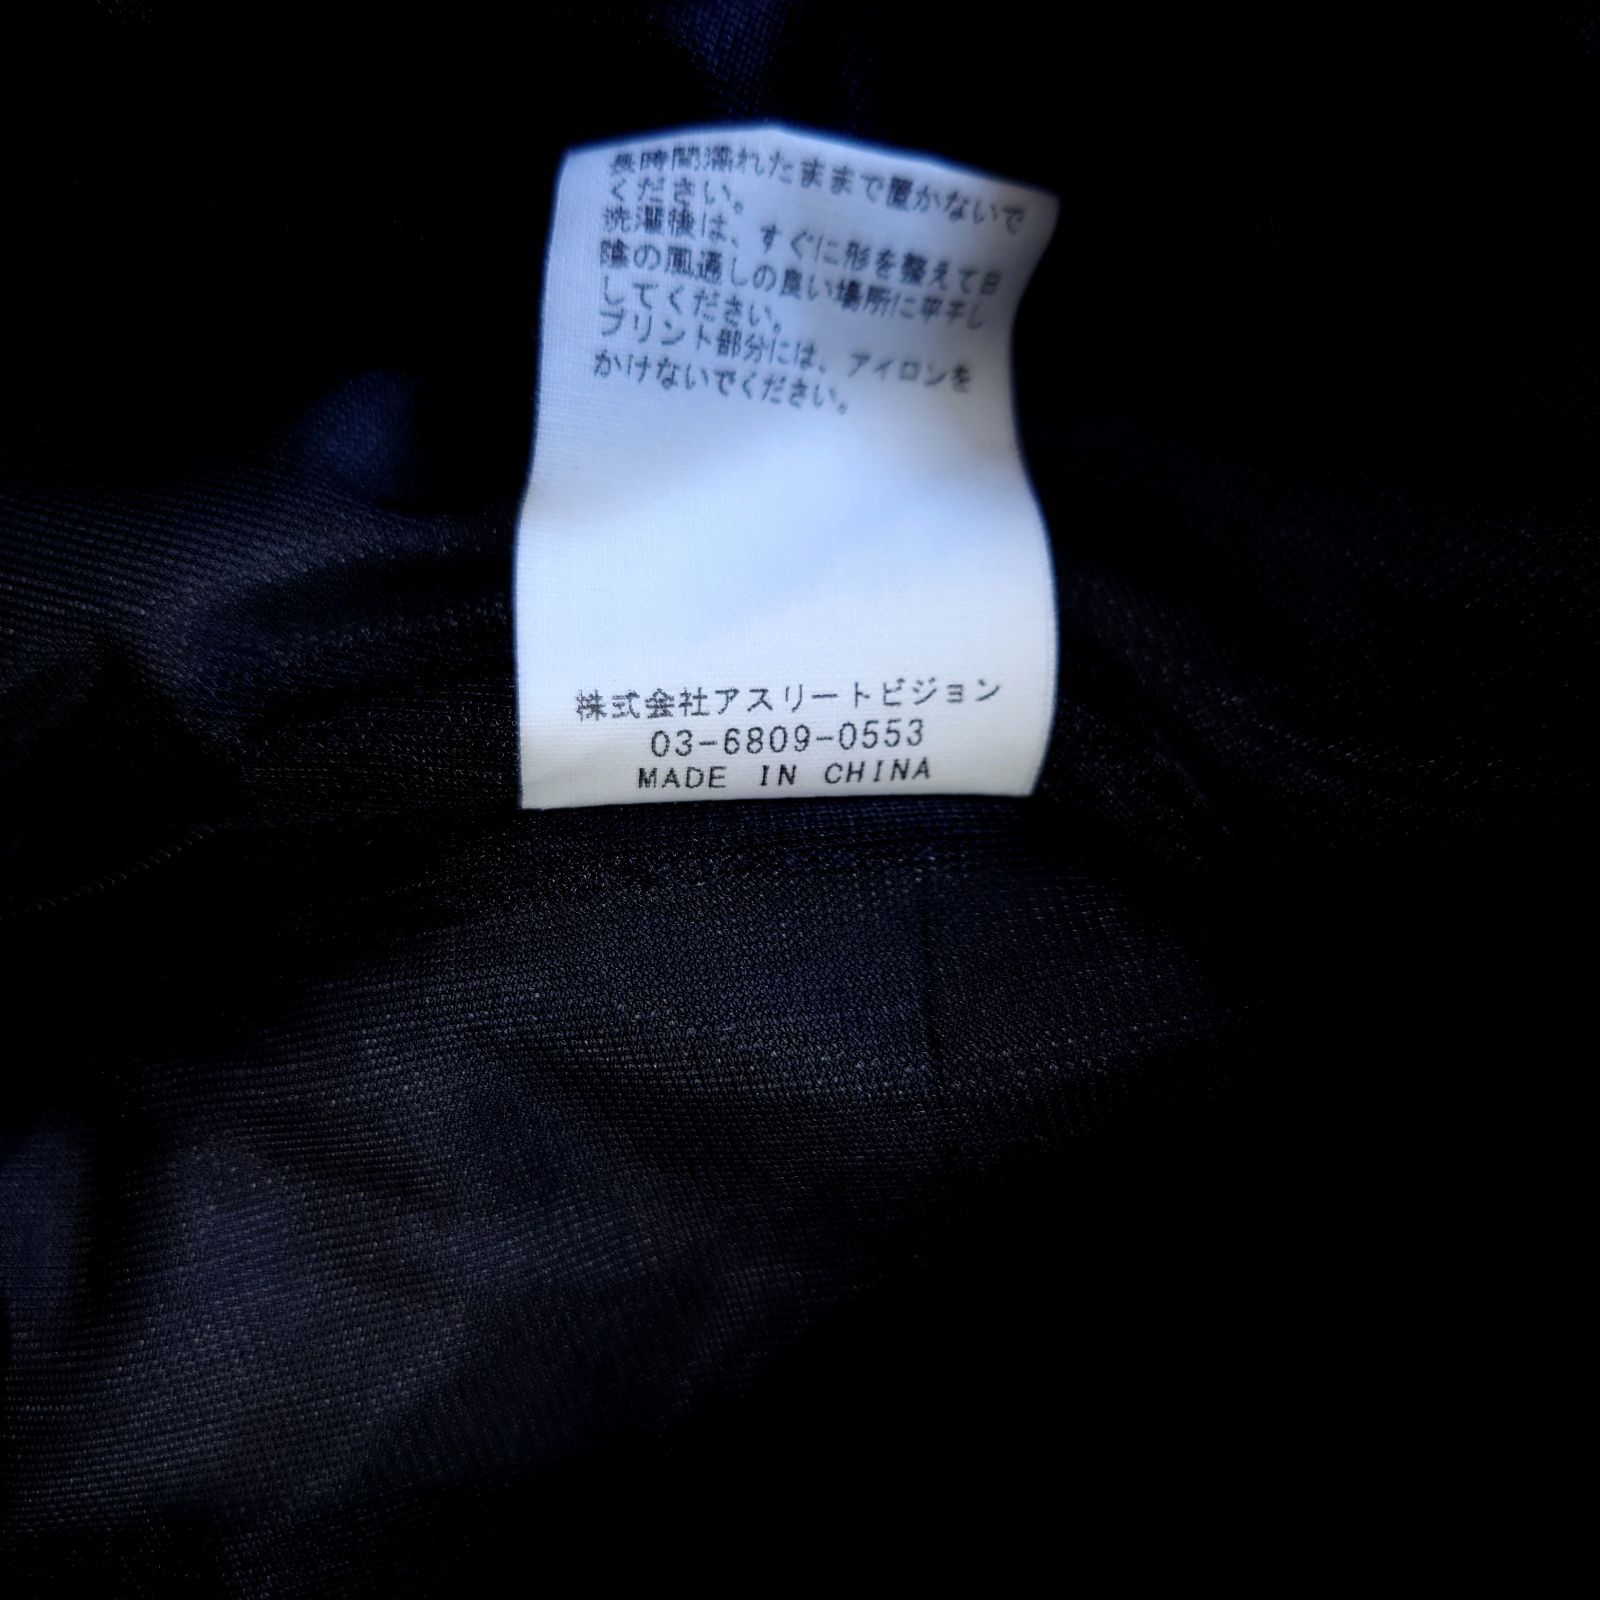 長時間濡れたままで置かないで
ください。
洗濯後は、すぐに形を整えて日
陰の風通しの良い場所に平干し
してください。
プリント部分には、アイロンを
かけないでください。
株式会社アスリートビジョン
03-6809-0553
MADE IN CHINA